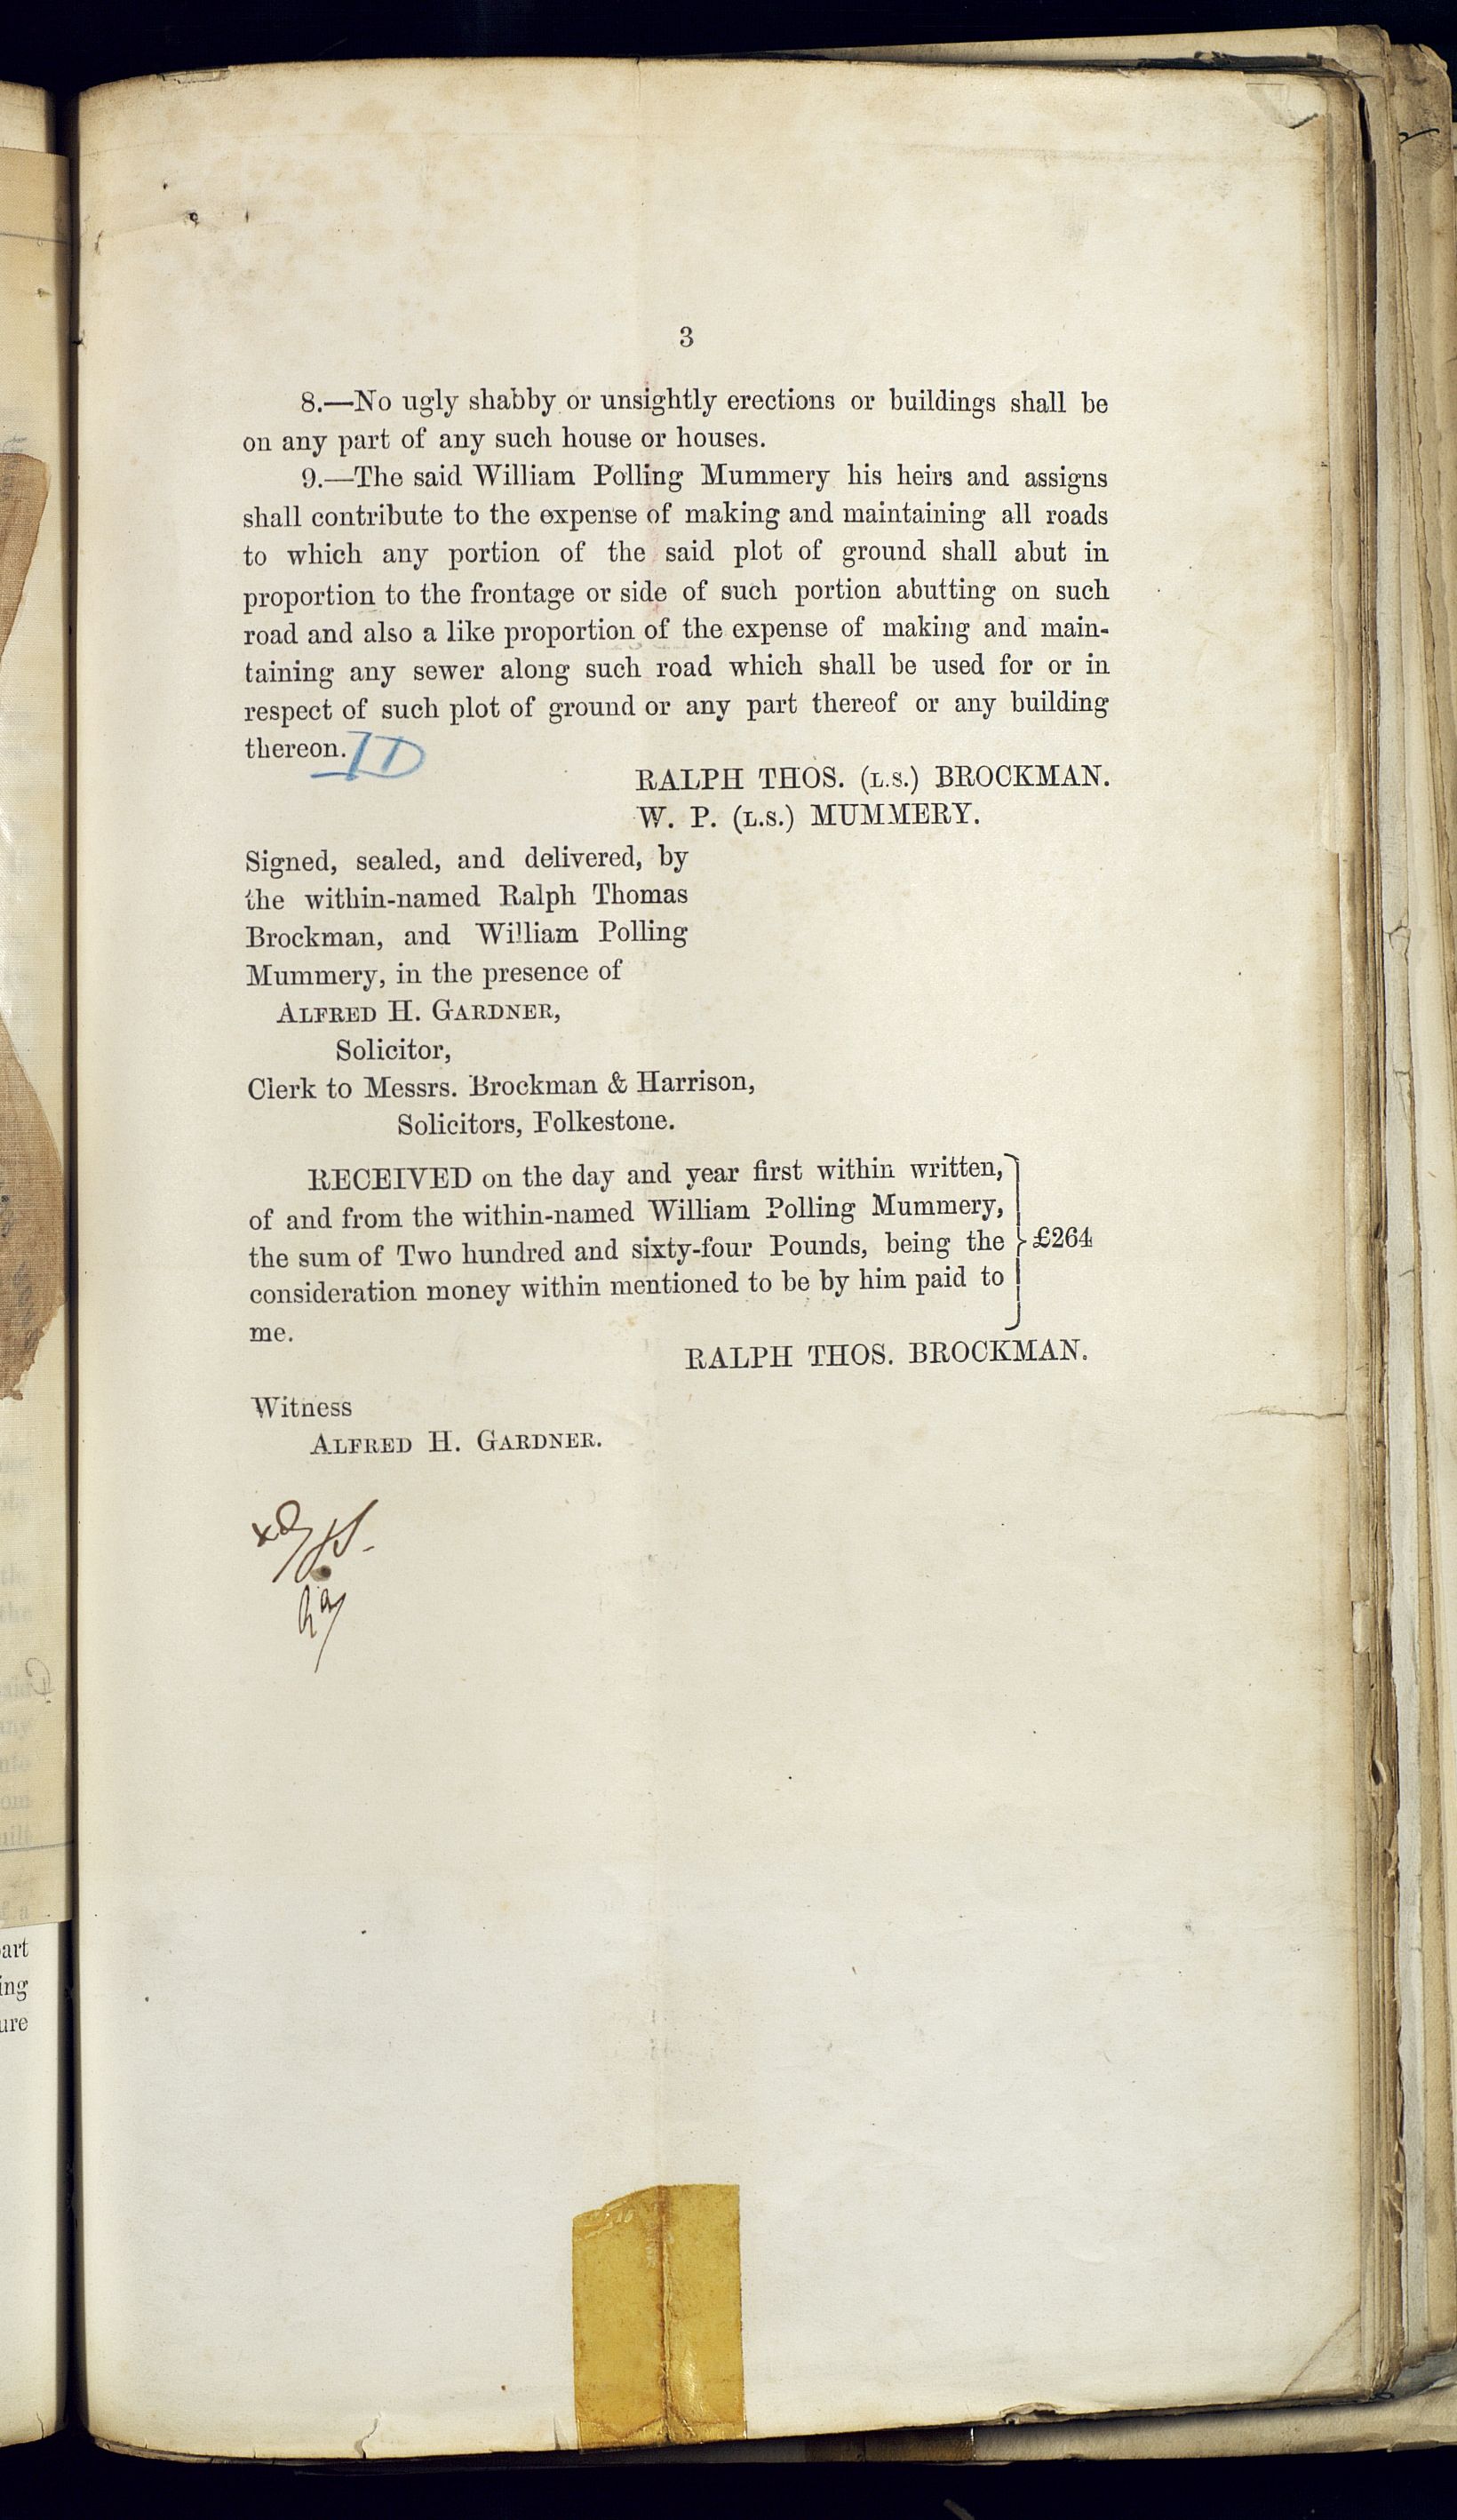 3
8.—No ugly shabby or unsightly erections or buildings shall be
on any part of any such house or houses.
9.—The said William Polling Mummery his heirs and assigns
shall contribute to the expense of making and maintaining all roads
to which any portion of the said plot of ground shall abut in
proportion to the frontage or side of such portion abutting on such
road and also a like proportion of the expense of making and main-
taining any sewer along such road which shall be used for or in
respect of such plot of ground or any part thereof or any building
thereon.
RALPH THOS. (L.S.) BROCKMAN.
W. P. (L.S.) MUMMERY.
Signed, sealed, and delivered, by
the within-named Ralph Thomas
Brockman, and William Polling
Mummery, in the presence of
ALFRED H. GARDNER,
Solicitor,
Clerk to Messrs. Brockman & Harrison,
Solicitors, Folkestone.
RECEIVED on the day and year first within written,
of and from the within-named William Polling Mummery,
the sum of Two hundred and sixty-four Pounds, being the £264
consideration money within mentioned to be by him paid to
me.
RALPH THOS. BROCKMAN.
Witness
ALFRED H. GARDNER.
art
ing
ure